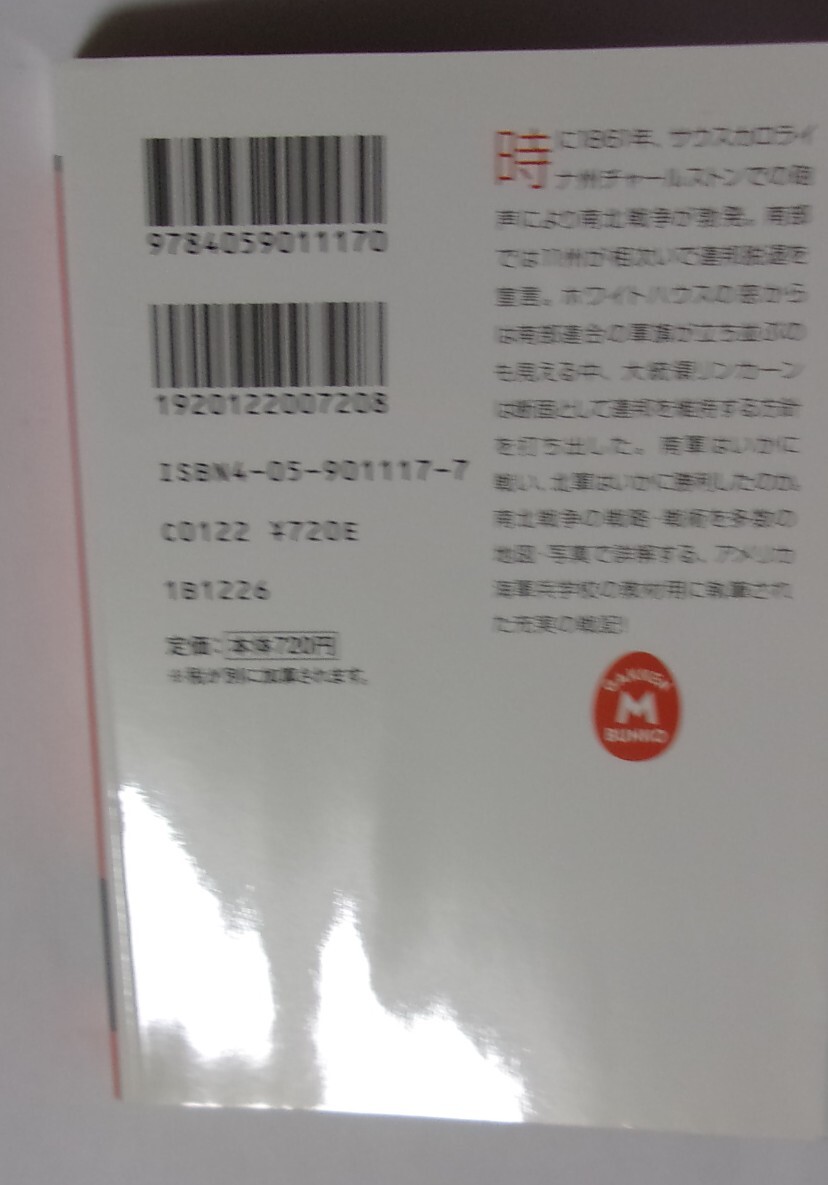 9784059011170
1920122007208
ISBN4-05-901117-7
C0122 ¥720E
1B1226
定価：本体720円
※税が別に加算されます。
時に1861年、サウスカロライ
ナ州チャールストンでの砲
声により南北戦争が勃発。南部
では11州が相次いで連邦脱退を
宣言。ホワイトハウスの窓から
は南部連合の軍旗が立ち並ぶの
も見える中、大統領リンカーン
は断固として連邦を維持する方針
を打ち出した。南軍はいかに
戦い、北軍はいかに勝利したのか。
南北戦争の戦略・戦術を多数の
地図・写真で詳解する、アメリカ
海軍兵学校の教材用に執筆され
た充実の戦記!
GAKKEN
M
BUNKO